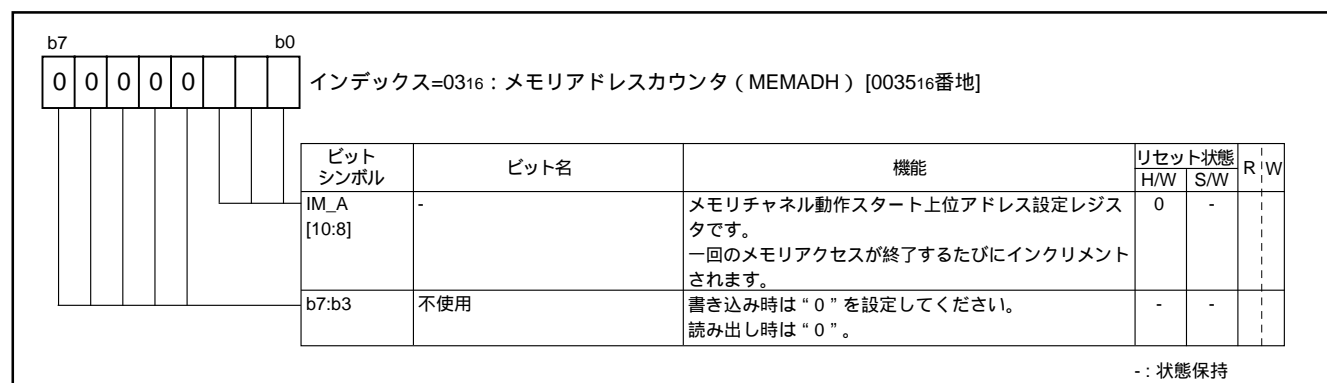 b7 b0
0 0 0 0 0 インデックス=0316：メモリアドレスカウンタ（MEMADH）[003516番地]
ビット シンボル ビット名 機能 リセット状態 R W
H/W S/W
IM_A - メモリチャネル動作スタート上位アドレス設定レジス 0 -
[10:8] タです。
一回のメモリアクセスが終了するたびにインクリメント
されます。
b7:b3 不使用 書き込み時は“0”を設定してください。 - -
読み出し時は“0”。
- : 状態保持